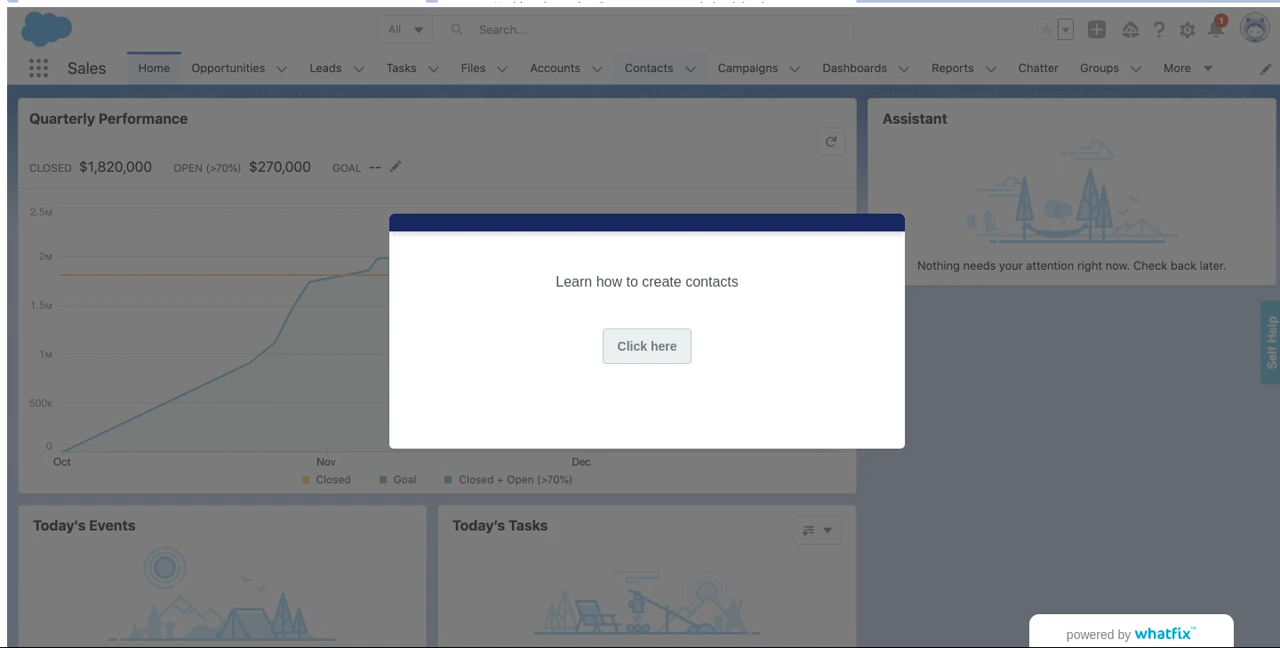 All
Search...
1
Sales
Home
Opportunities
Leads
Tasks
Files
Accounts
Contacts
Campaigns
Dashboards
Reports
Chatter
Groups
More
Quarterly Performance
CLOSED $1,820,000 OPEN (>70%) $270,000 GOAL --
2.5M
2M
1.5M
1M
500K
0
Oct
Nov
Dec
Closed
Goal
Closed + Open (>70%)
Assistant
Nothing needs your attention right now. Check back later.
Learn how to create contacts
Click here
Self Help
Today's Events
Today's Tasks
powered by whatfix™